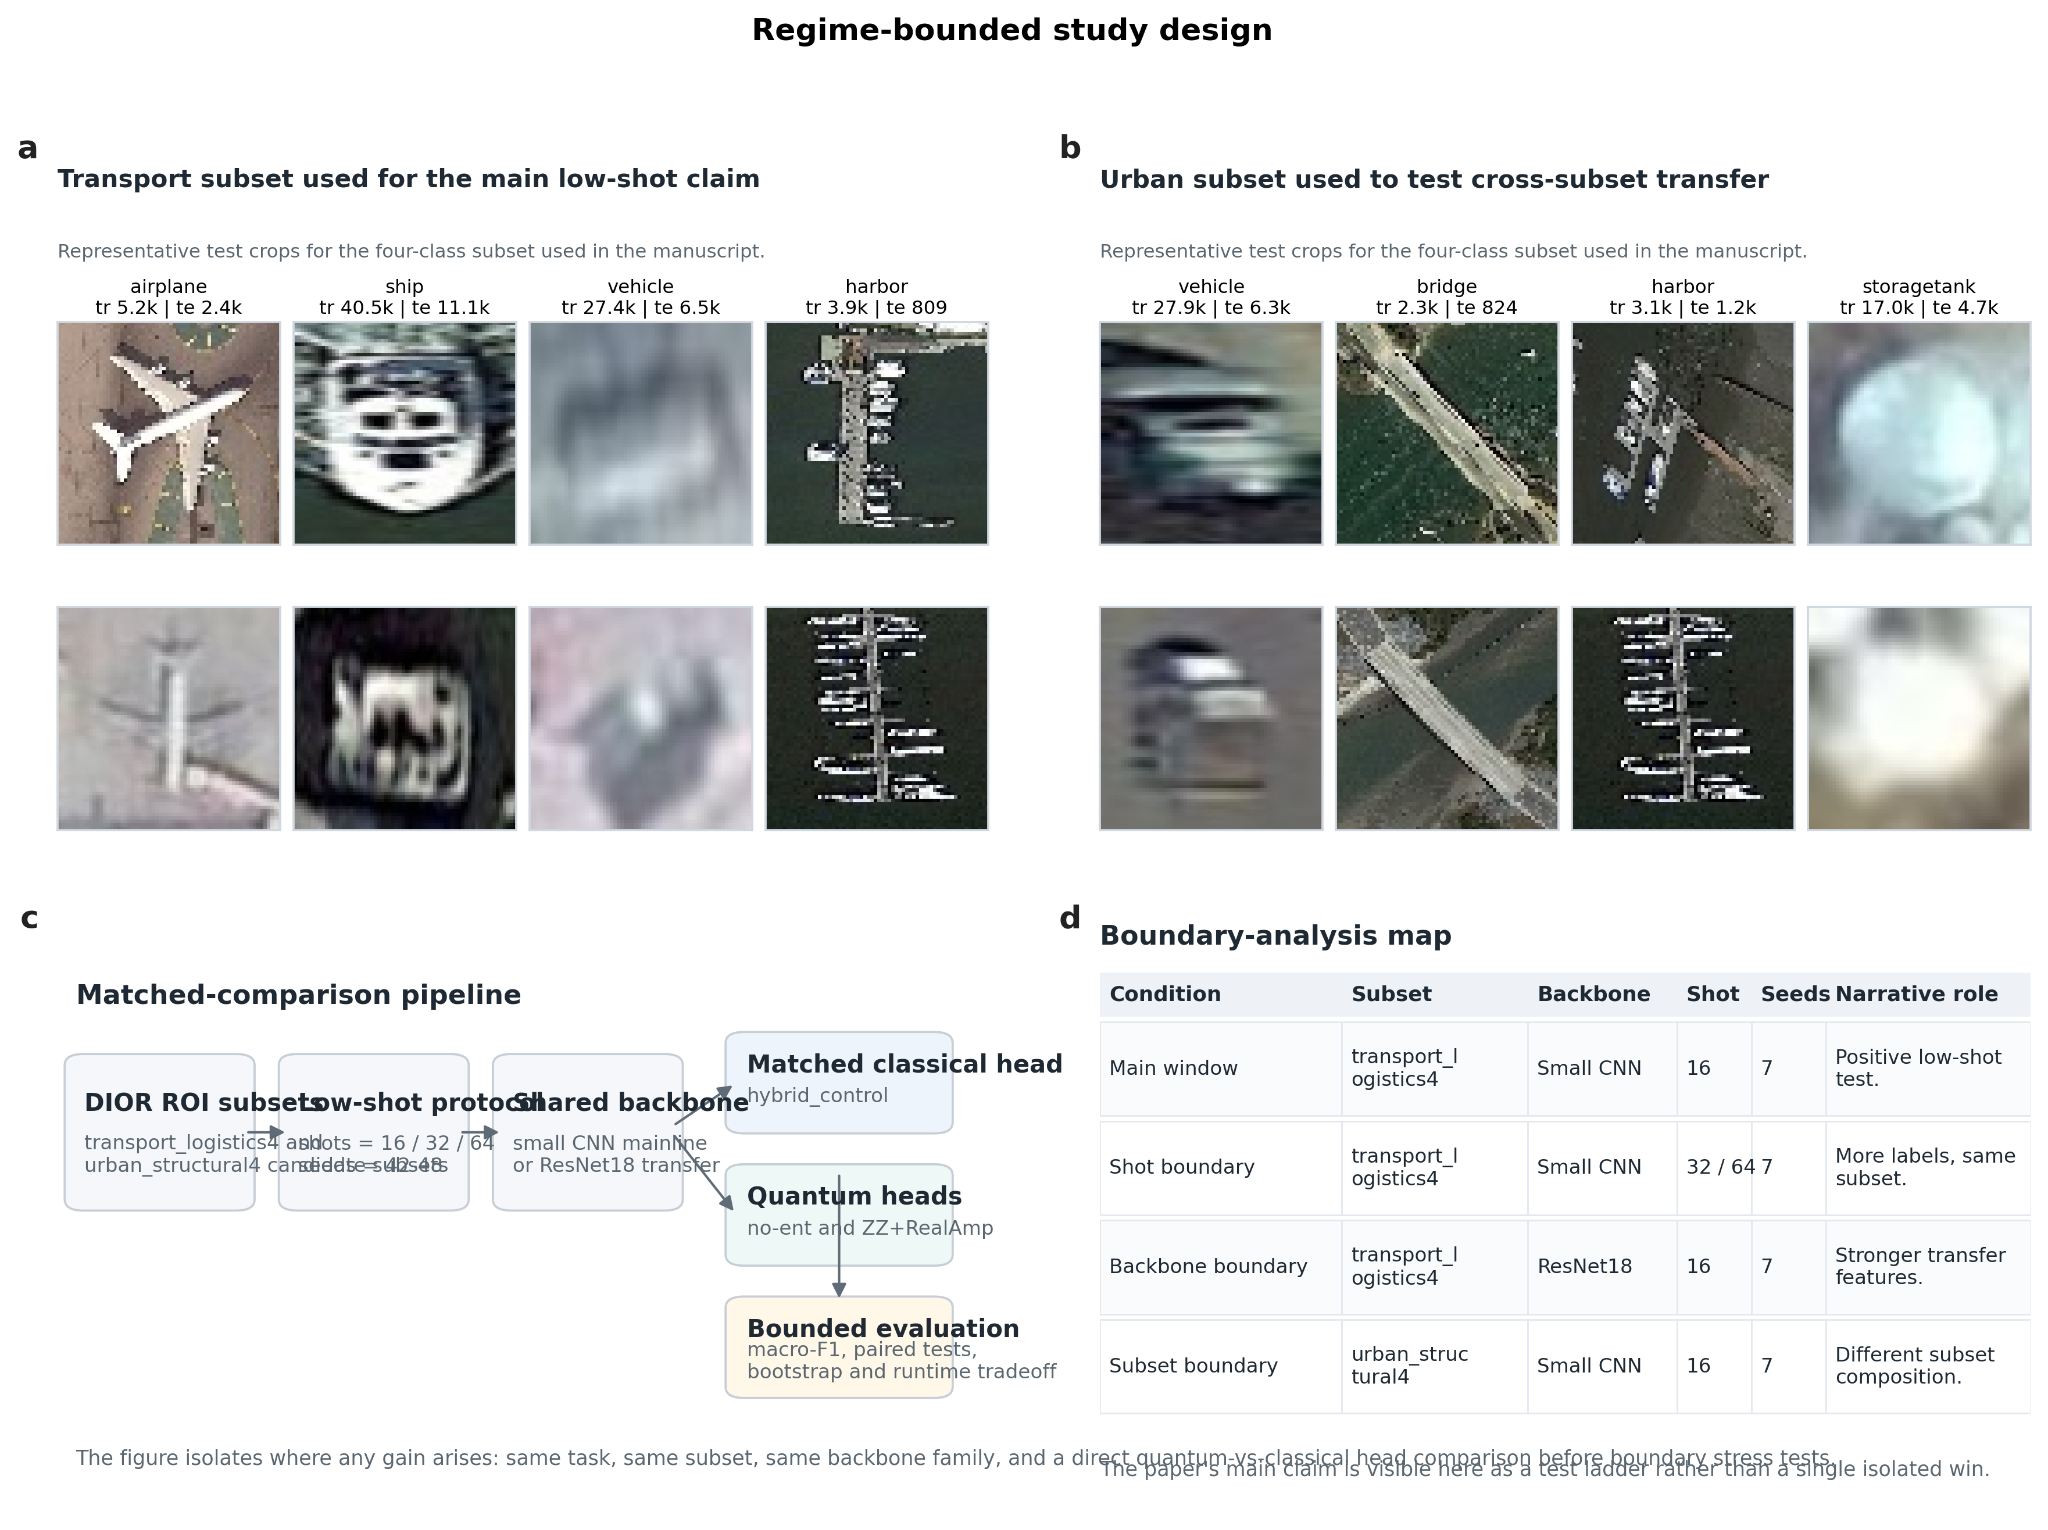 Regime-bounded study design
a
Transport subset used for the main low-shot claim
Representative test crops for the four-class subset used in the manuscript.
airplane
tr 5.2k | te 2.4k
ship
tr 40.5k | te 11.1k
vehicle
tr 27.4k | te 6.5k
harbor
tr 3.9k | te 809
b
Urban subset used to test cross-subset transfer
Representative test crops for the four-class subset used in the manuscript.
vehicle
tr 27.9k | te 6.3k
bridge
tr 2.3k | te 824
harbor
tr 3.1k | te 1.2k
storagetank
tr 17.0k | te 4.7k
c
Matched-comparison pipeline
DIOR ROI subsets
transport_logistics4 and
urban_structural4 candidate subsets
Low-shot protocol
shots = 16 / 32 / 64
seeds = 42-48
Shared backbone
small CNN mainline
or ResNet18 transfer
Matched classical head
hybrid_control
Quantum heads
no-ent and ZZ+RealAmp
Bounded evaluation
macro-F1, paired tests,
bootstrap and runtime tradeoff
The figure isolates where any gain arises: same task, same subset, same backbone family, and a direct quantum-vs-classical head comparison before boundary stress tests.
d
Boundary-analysis map
Condition Subset Backbone Shot Seeds Narrative role
Main window transport_l Small CNN 16 7 Positive low-shot
ogistics4 test.
Shot boundary transport_l Small CNN 32 / 64 7 More labels, same
ogistics4 subset.
Backbone boundary transport_l ResNet18 16 7 Stronger transfer
ogistics4 features.
Subset boundary urban_struc Small CNN 16 7 Different subset
tural4 composition.
The paper's main claim is visible here as a test ladder rather than a single isolated win.